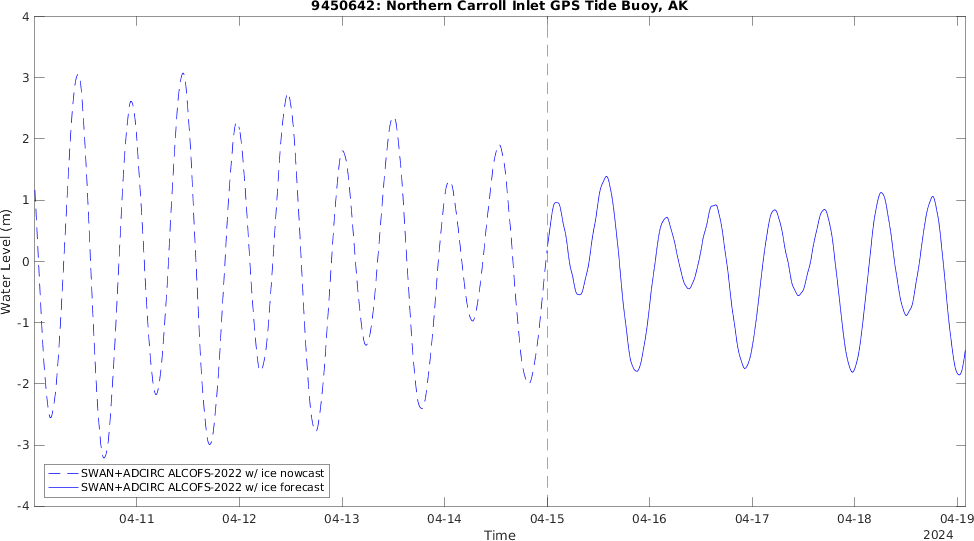 9450642: Northern Carroll Inlet GPS Tide Buoy, AK
4
3
2
1
0
-1
-2
-3
-4
Water Level (m)
SWAN+ADCIRC ALCOFS-2022 w/ ice nowcast
SWAN+ADCIRC ALCOFS-2022 w/ ice forecast
04-11 04-12 04-13 04-14 04-15 04-16 04-17 04-18 04-19
Time
2024